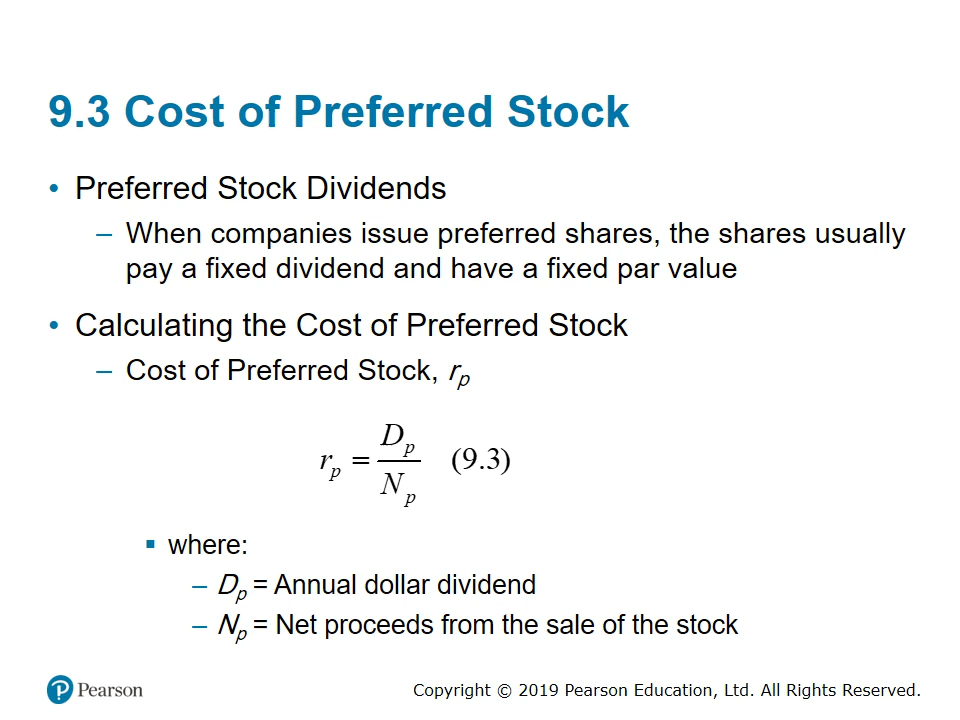 9.3 Cost of Preferred Stock
• Preferred Stock Dividends
– When companies issue preferred shares, the shares usually
pay a fixed dividend and have a fixed par value
• Calculating the Cost of Preferred Stock
– Cost of Preferred Stock, rₚ
rₚ = Dₚ / Nₚ (9.3)
▪ where:
– Dₚ = Annual dollar dividend
– Nₚ = Net proceeds from the sale of the stock
P Pearson
Copyright © 2019 Pearson Education, Ltd. All Rights Reserved.